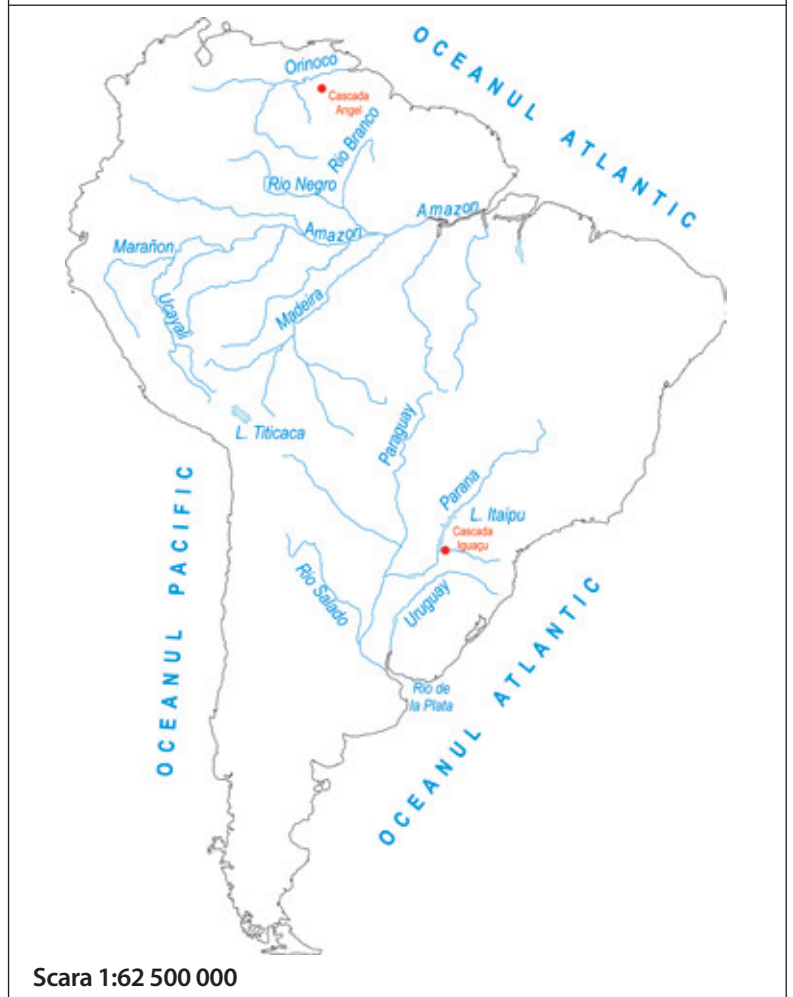 OCEANUL ATLANTIC
Orinoco
Cascada
Angel
Rio Branco
Rio Negro
Amazon
Amazon
Marañon
Ucayali
Madeira
L. Titicaca
Paraguay
Parana
L. Itaipu
Cascada
Iguaçu
OCEANUL PACIFIC
Rio Salado
Uruguay
Rio de
la Plata
OCEANUL ATLANTIC
Scara 1:62 500 000